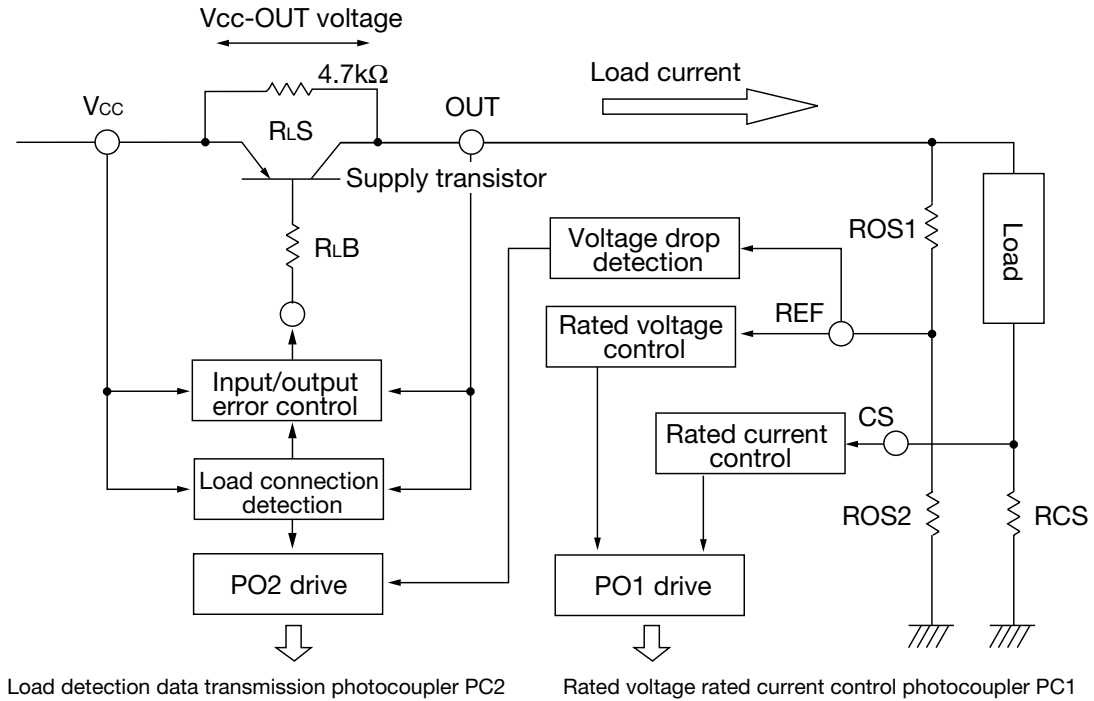 Vcc-OUT voltage
4.7kΩ
Load current
VCC
OUT
RLS
Supply transistor
RLB
ROS1
Load
Voltage drop
detection
REF
Rated voltage
control
Input/output
error control
CS
Rated current
control
Load connection
detection
ROS2
RCS
PO2 drive
PO1 drive
Load detection data transmission photocoupler PC2
Rated voltage rated current control photocoupler PC1